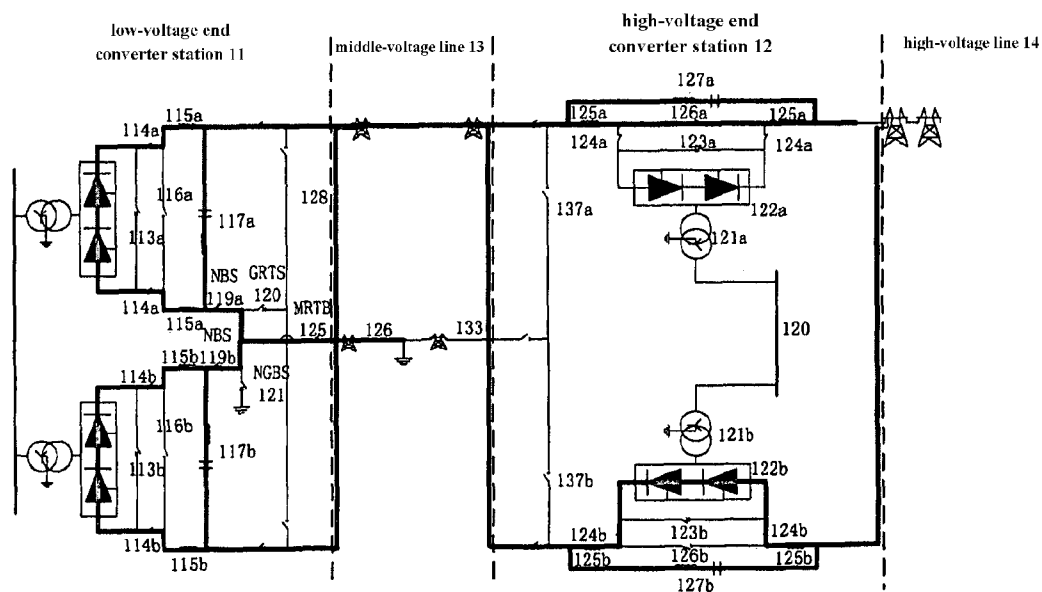 low-voltage end
converter station 11
middle-voltage line 13
high-voltage end
converter station 12
high-voltage line 14
127a
115a
125a
126a
125a
114a
124a
123a
124a
116a
128
122a
117a
137a
113a
121a
NBS
GRTS
114a
119a
120
MRTB
115a
125
126
133
120
NBS
115b
119b
NGBS
114b
121
116b
121b
117b
122b
113b
137b
123b
114b
124b
124b
126b
115b
125b
125b
127b